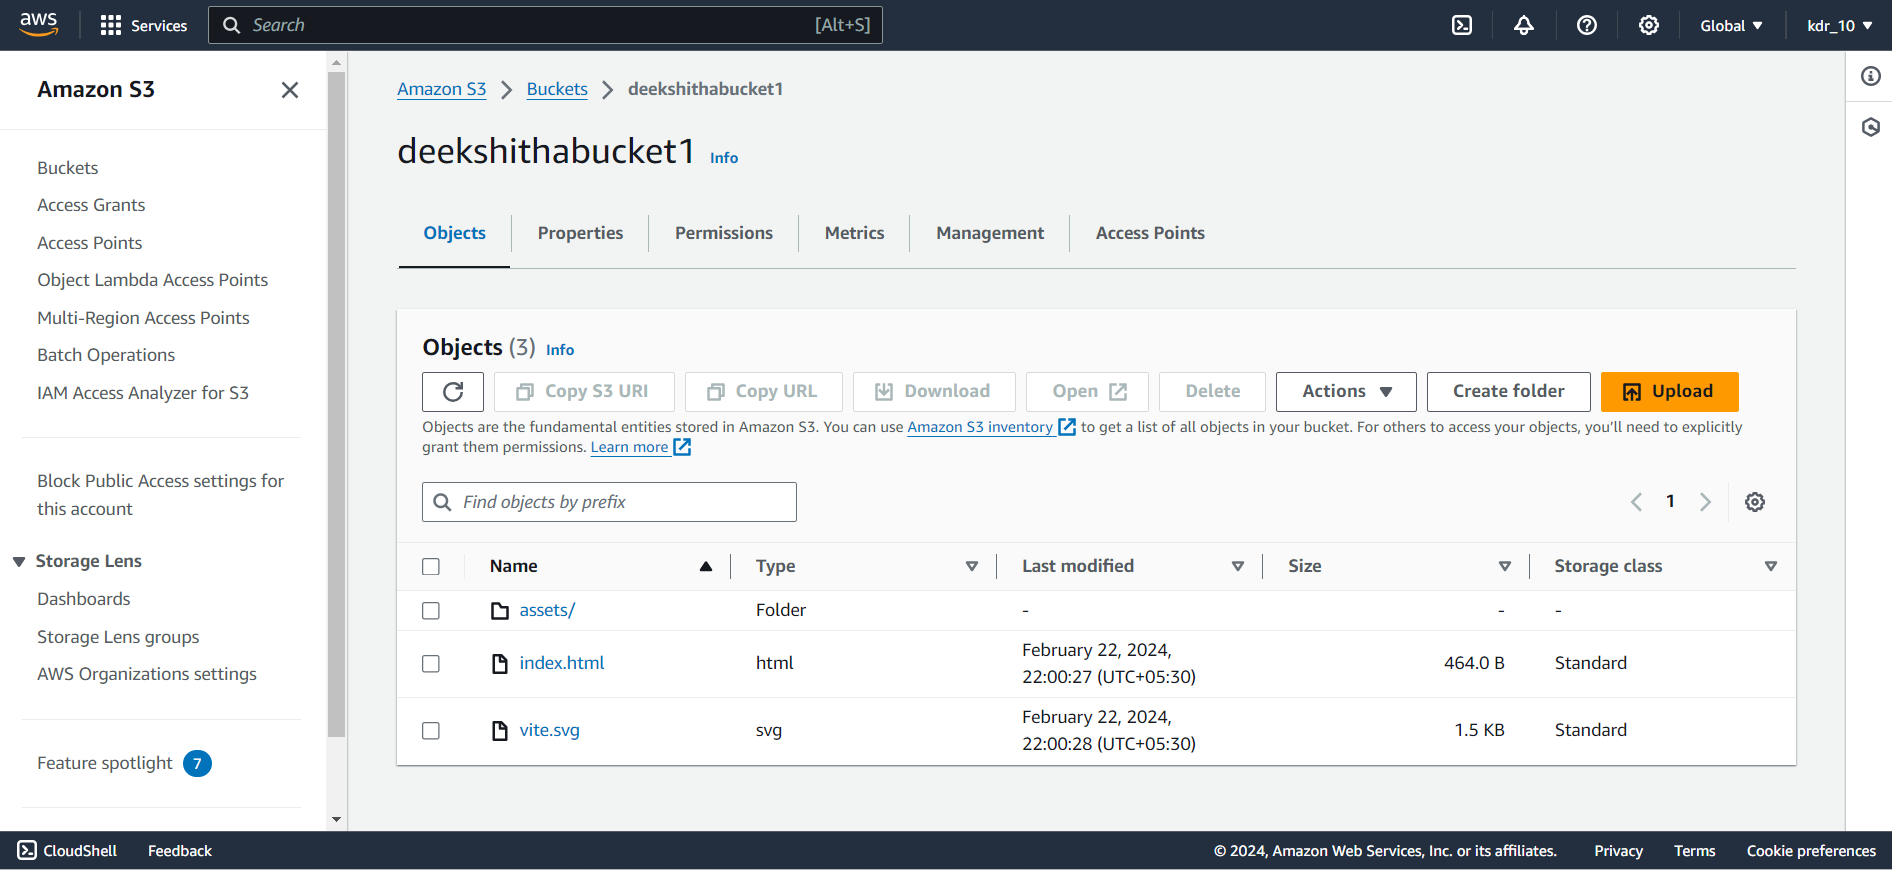 aws
Services
Search
[Alt+S]
Global
kdr_10
Amazon S3
Buckets
Access Grants
Access Points
Object Lambda Access Points
Multi-Region Access Points
Batch Operations
IAM Access Analyzer for S3
Block Public Access settings for
this account
Storage Lens
Dashboards
Storage Lens groups
AWS Organizations settings
Feature spotlight 7
Amazon S3 Buckets deekshithabucket1
deekshithabucket1 Info
Objects Properties Permissions Metrics Management Access Points
Objects (3) Info
Copy S3 URI Copy URL Download Open Delete Actions Create folder Upload
Objects are the fundamental entities stored in Amazon S3. You can use Amazon S3 inventory to get a list of all objects in your bucket. For others to access your objects, you’ll need to explicitly
grant them permissions. Learn more
Find objects by prefix
1
Name Type Last modified Size Storage class
assets/ Folder - - -
index.html html February 22, 2024,
22:00:27 (UTC+05:30) 464.0 B Standard
vite.svg svg February 22, 2024,
22:00:28 (UTC+05:30) 1.5 KB Standard
CloudShell Feedback © 2024, Amazon Web Services, Inc. or its affiliates. Privacy Terms Cookie preferences